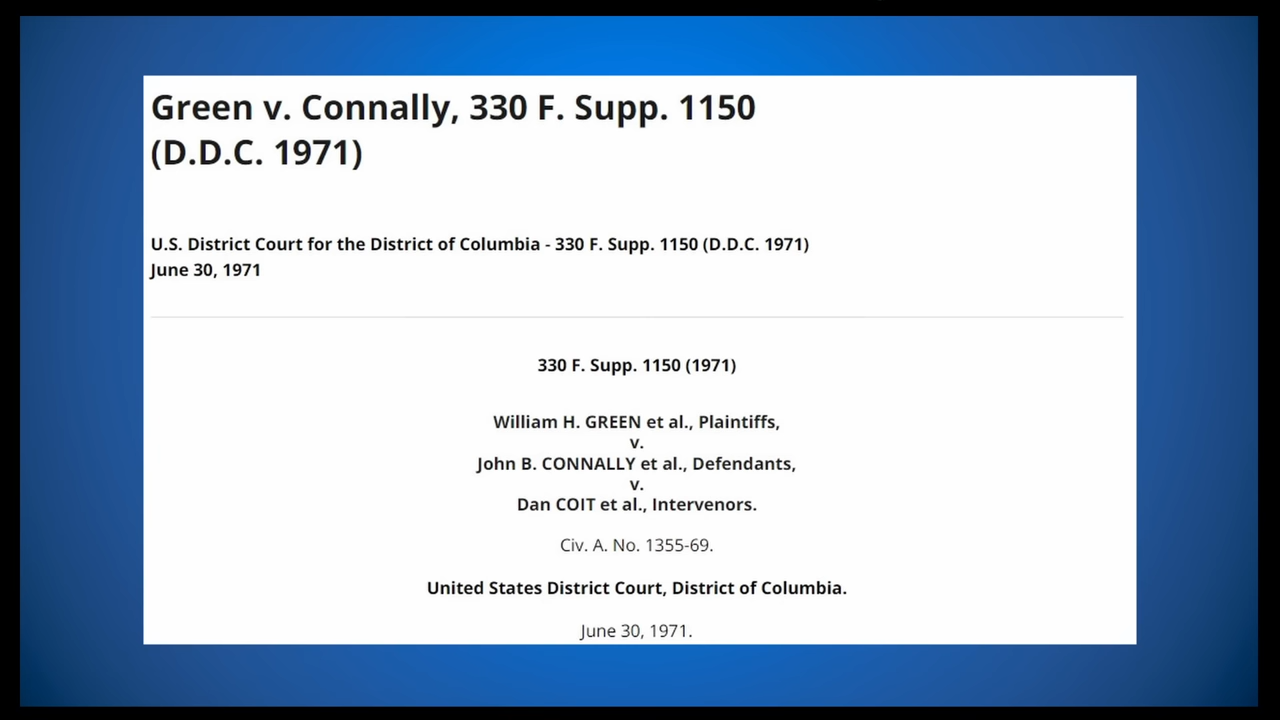 Green v. Connally, 330 F. Supp. 1150
(D.D.C. 1971)
U.S. District Court for the District of Columbia - 330 F. Supp. 1150 (D.D.C. 1971)
June 30, 1971
330 F. Supp. 1150 (1971)
William H. GREEN et al., Plaintiffs,
v.
John B. CONNALLY et al., Defendants,
v.
Dan COIT et al., Intervenors.
Civ. A. No. 1355-69.
United States District Court, District of Columbia.
June 30, 1971.